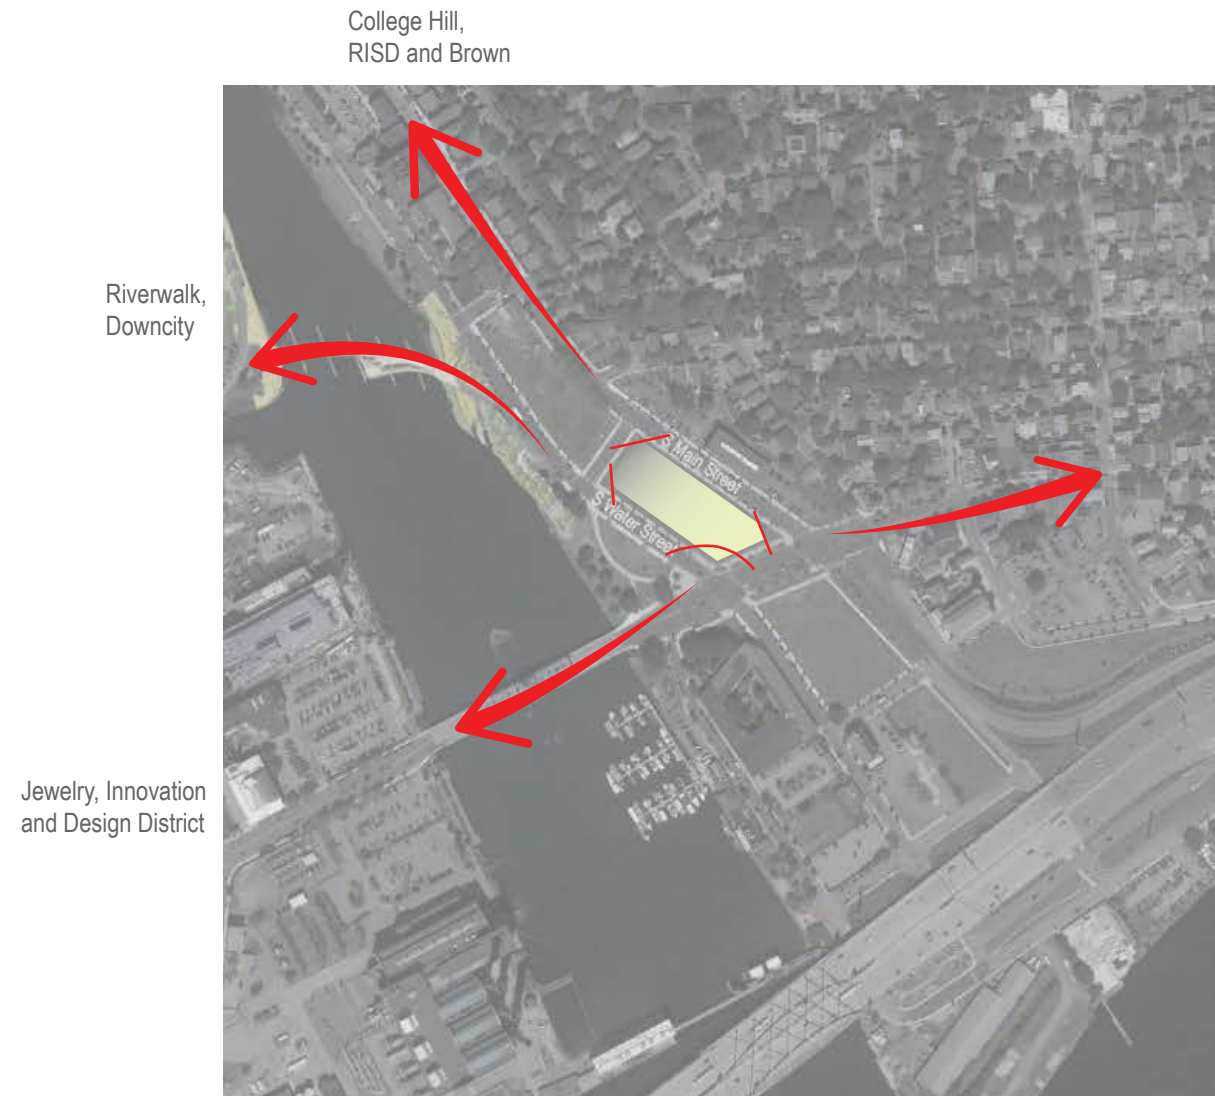 College Hill,
RISD and Brown
Riverwalk,
Downcity
S Main Street
S Water Street
Jewelry, Innovation
and Design District